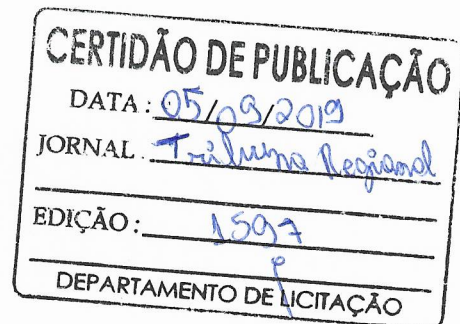 CERTIDÃO DE PUBLICAÇÃO
DATA: 05/09/2019
JORNAL. Tribuna Regional
EDIÇÃO: 1597
DEPARTAMENTO DE LICITAÇÃO